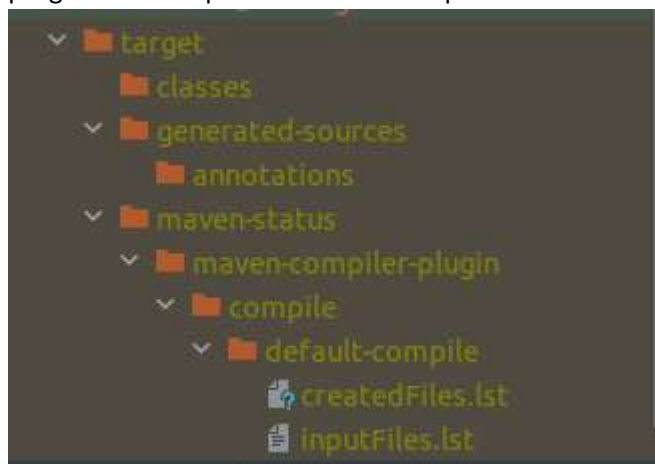 target
classes
generated-sources
annotations
maven-status
maven-compiler-plugin
compile
default-compile
createdFiles.lst
inputFiles.lst